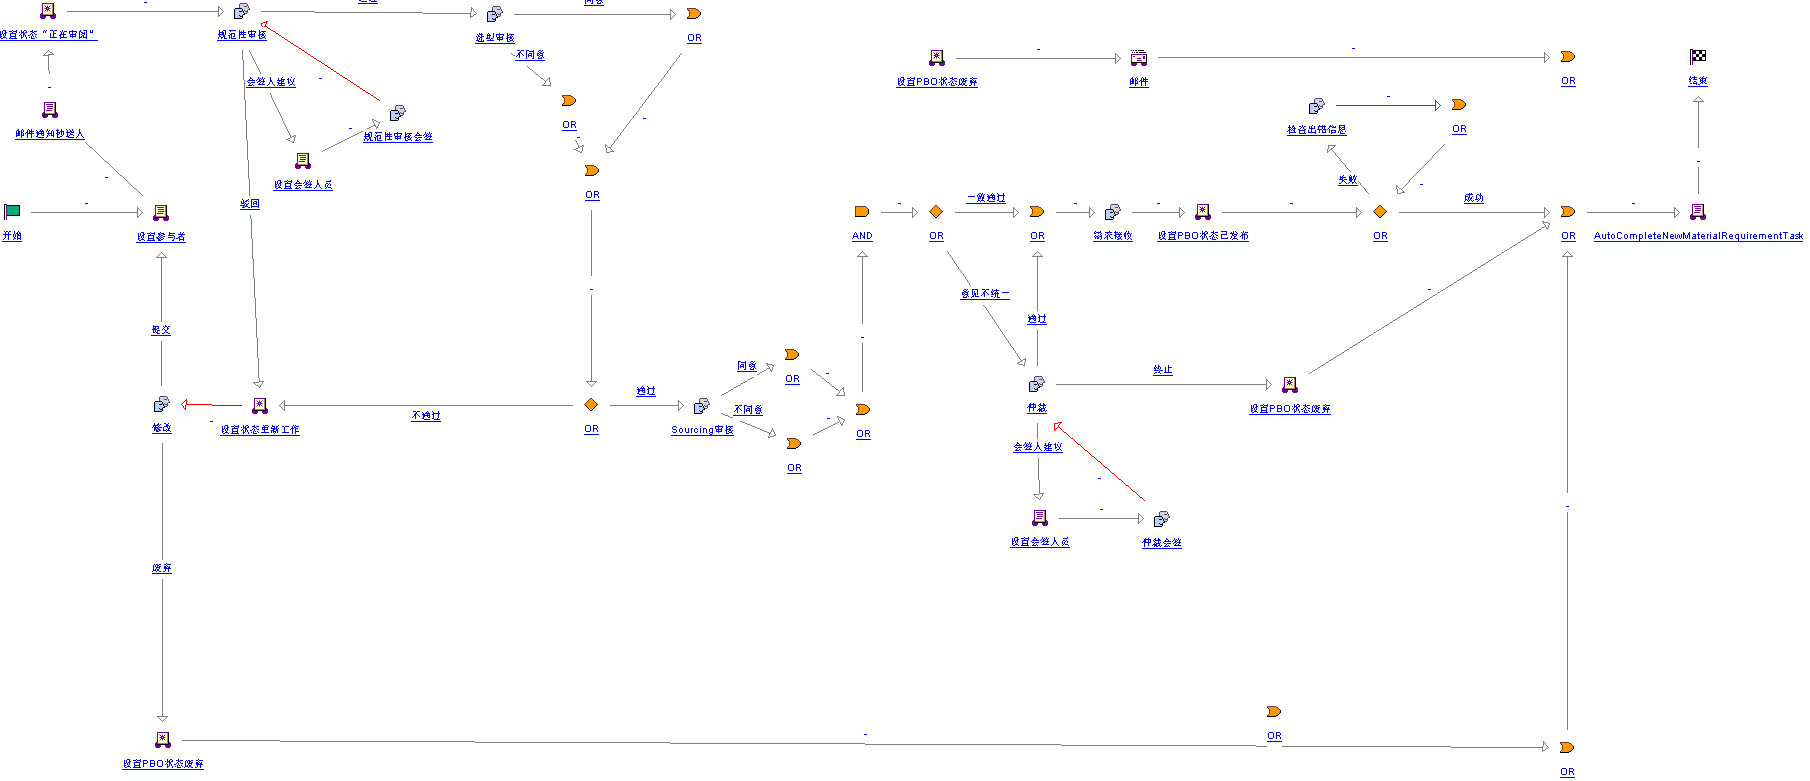 同意
设置状态“正在审阅”
规范性审核
选型审核
OR
不同意
会签人建议
设置PBO状态废弃
邮件
OR
结束
邮件通知抄送人
OR
规范性审核会签
检查出错信息
OR
设置会签人员
OR
失败
驳回
一致通过
成功
开始
设置参与者
AND
OR
OR
需求接收
设置PBO状态已发布
OR
OR
AutoCompleteNewMaterialRequirementTask
意见不统一
提交
通过
同意
终止
OR
通过
不同意
不通过
仲裁
设置PBO状态废弃
修改
设置状态重新工作
OR
Sourcing审核
OR
会签人建议
OR
设置会签人员
仲裁会签
废弃
OR
设置PBO状态废弃
OR